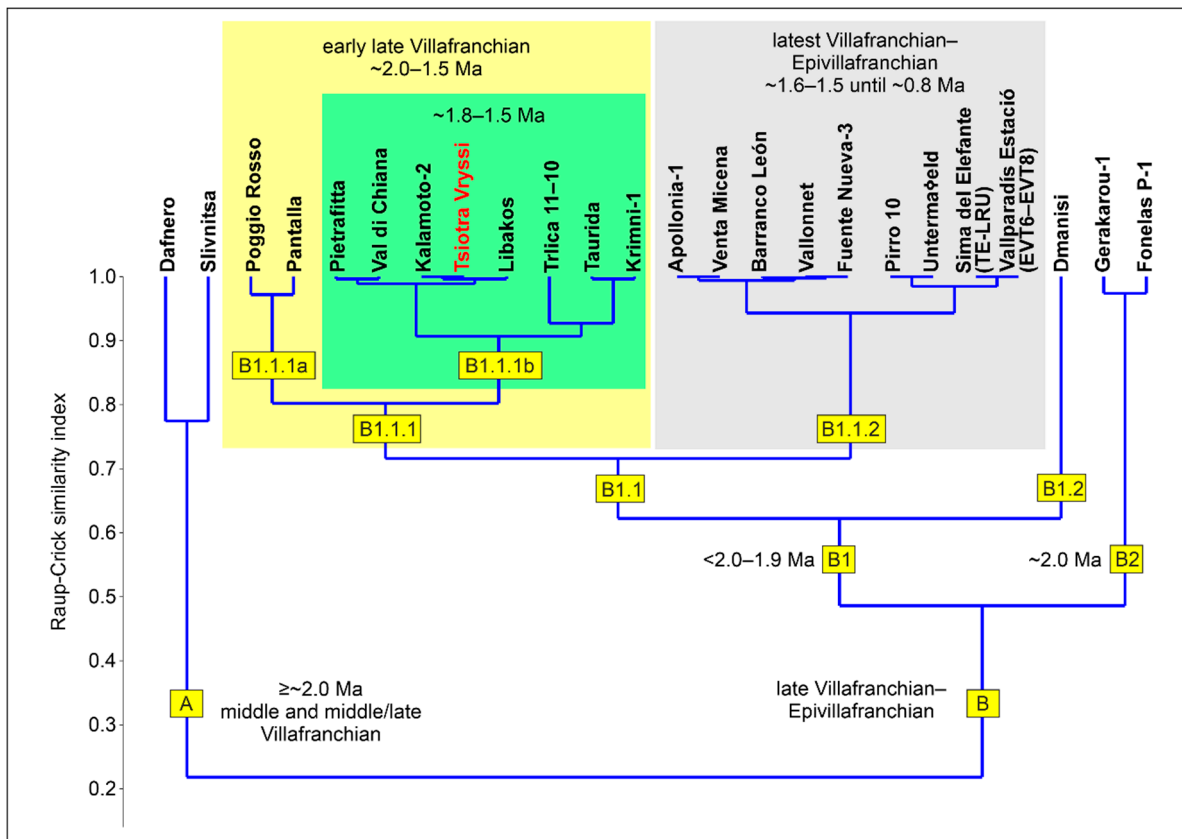 early late Villafranchian
~2.0–1.5 Ma
latest Villafranchian–
Epivillafranchian
~1.6–1.5 until ~0.8 Ma
~1.8–1.5 Ma
Dafnero
Slivnitsa
Poggio Rosso
Pantalla
Pietrafitta
Val di Chiana
Kalamoto-2
Tsiotra Vryssi
Libakos
Trlica 11–10
Taurida
Krimni-1
Apollonia-1
Venta Micena
Barranco León
Vallonnet
Fuente Nueva-3
Pirro 10
Sima del Elefante
(TE-LRU)
Vallparadís Estació
(EVT6–EVT8)
Dmanisi
Gerakarou-1
Fonelas P-1
Raup-Crick similarity index
1.0
0.9
0.8
0.7
0.6
0.5
0.4
0.3
0.2
B1.1.1a
B1.1.1b
B1.1.1
B1.1.2
B1.1
B1.2
<2.0–1.9 Ma
B1
~2.0 Ma
B2
A
≥~2.0 Ma
middle and middle/late
Villafranchian
late Villafranchian–
Epivillafranchian
B